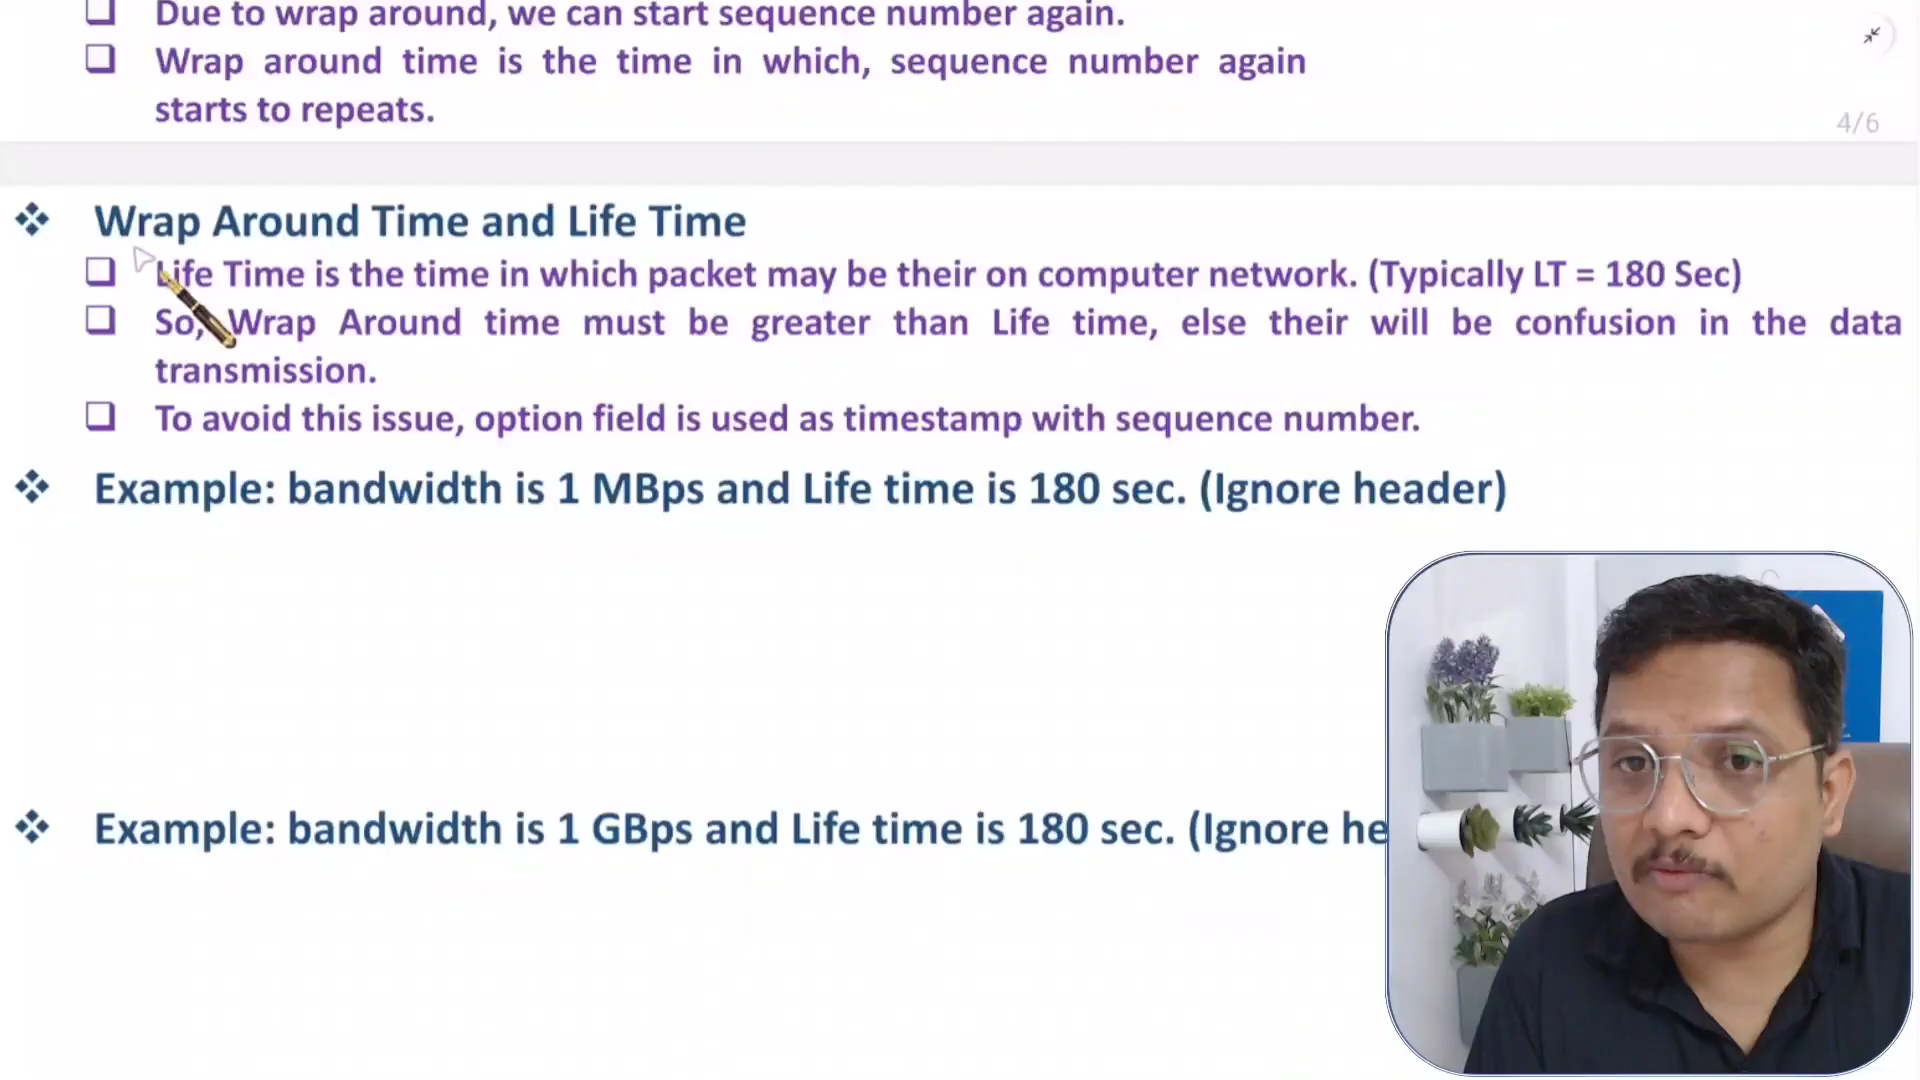 Due to wrap around, we can start sequence number again.
Wrap around time is the time in which, sequence number again
starts to repeats.
4/6
Wrap Around Time and Life Time
Life Time is the time in which packet may be their on computer network. (Typically LT = 180 Sec)
So, Wrap Around time must be greater than Life time, else their will be confusion in the data
transmission.
To avoid this issue, option field is used as timestamp with sequence number.
Example: bandwidth is 1 MBps and Life time is 180 sec. (Ignore header)
Example: bandwidth is 1 GBps and Life time is 180 sec. (Ignore he